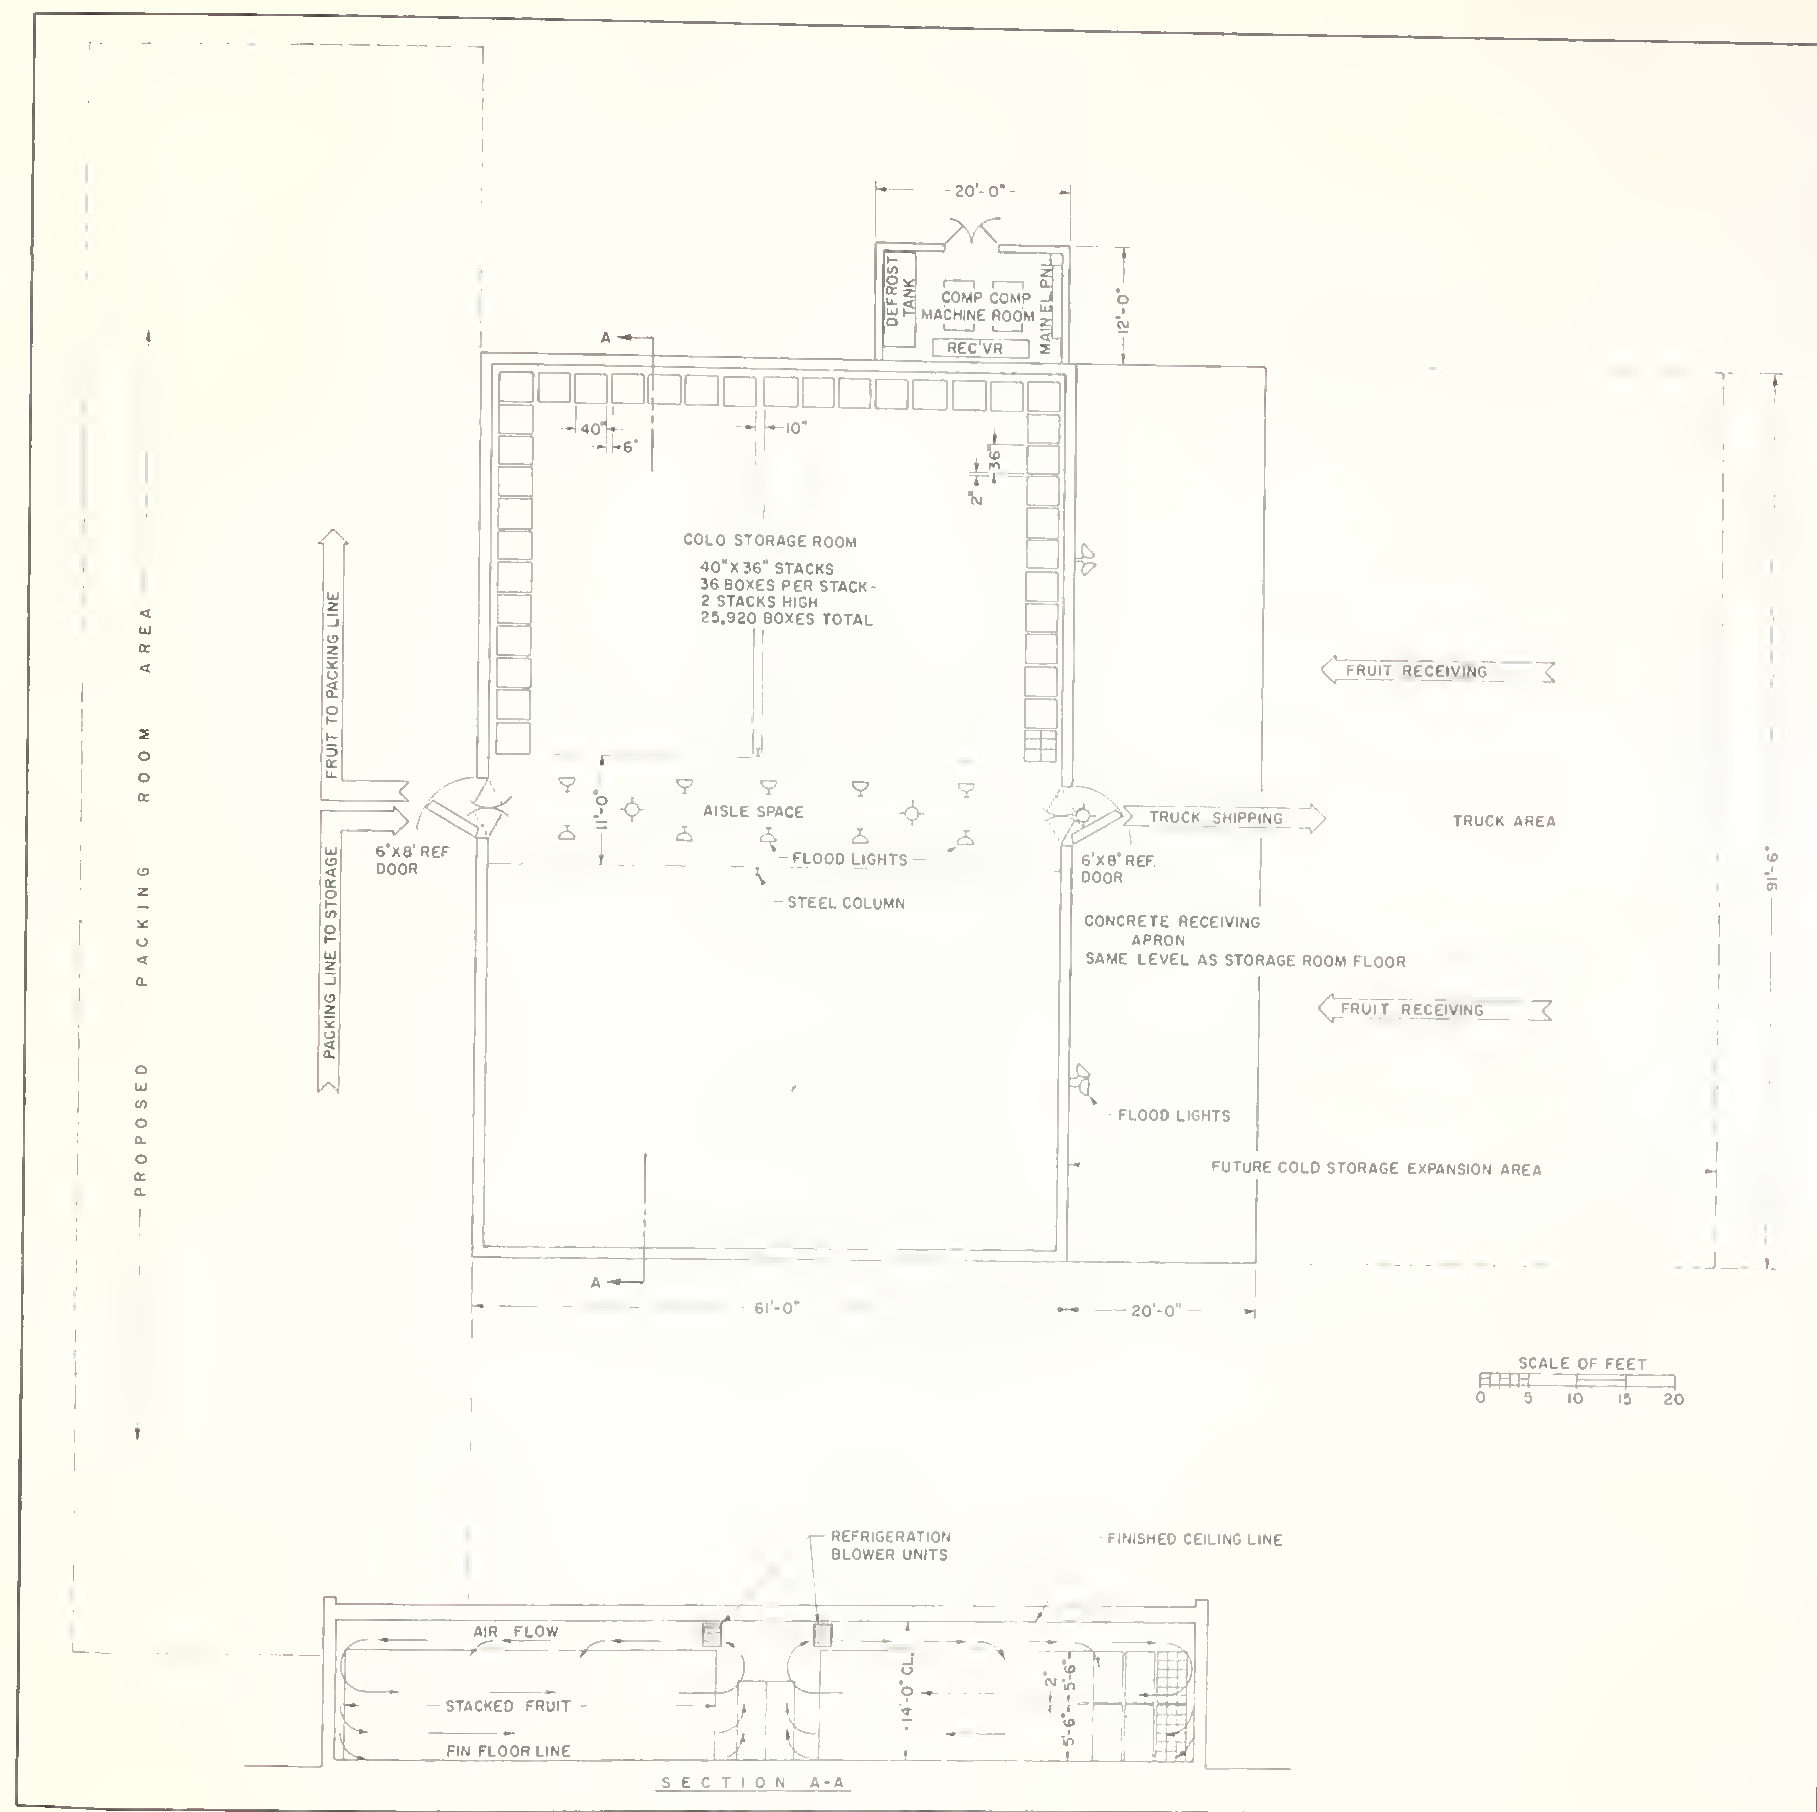 20'-0"
DEFROST
TANK
COMP COMP
MACHINE ROOM
REC'VR
MAIN EL. PNL.
12'-0"
A
40"
6"
10"
36"
2"
COLD STORAGE ROOM
40"X36" STACKS
36 BOXES PER STACK-
2 STACKS HIGH
25,920 BOXES TOTAL
PROPOSED PACKING ROOM AREA
FRUIT TO PACKING LINE
PACKING LINE TO STORAGE
6'X8' REF
DOOR
11'-0"
AISLE SPACE
FLOOD LIGHTS
STEEL COLUMN
TRUCK SHIPPING
6'X8' REF.
DOOR
FRUIT RECEIVING
TRUCK AREA
91'-6"
CONCRETE RECEIVING
APRON
SAME LEVEL AS STORAGE ROOM FLOOR
FRUIT RECEIVING
FLOOD LIGHTS
FUTURE COLD STORAGE EXPANSION AREA
A
61'-0"
20'-0"
SCALE OF FEET
0 5 10 15 20
REFRIGERATION
BLOWER UNITS
FINISHED CEILING LINE
AIR FLOW
STACKED FRUIT
FIN FLOOR LINE
14'-0" CL.
2"
5'-6"
5'-6"
SECTION A-A